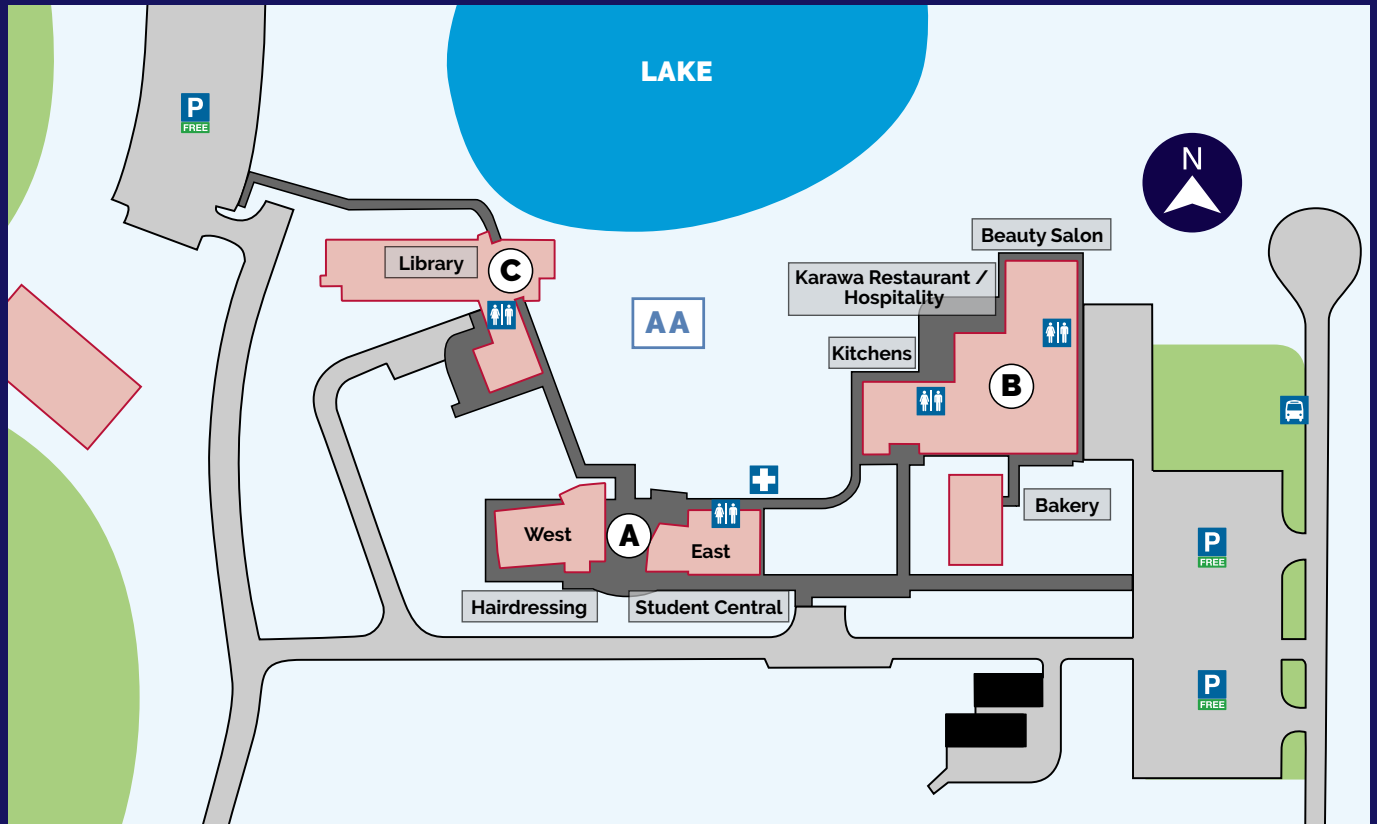 LAKE
P
FREE
N
Beauty Salon
Library
C
Karawa Restaurant /
Hospitality
AA
Kitchens
B
West
A
East
Bakery
P
FREE
Hairdressing
Student Central
P
FREE